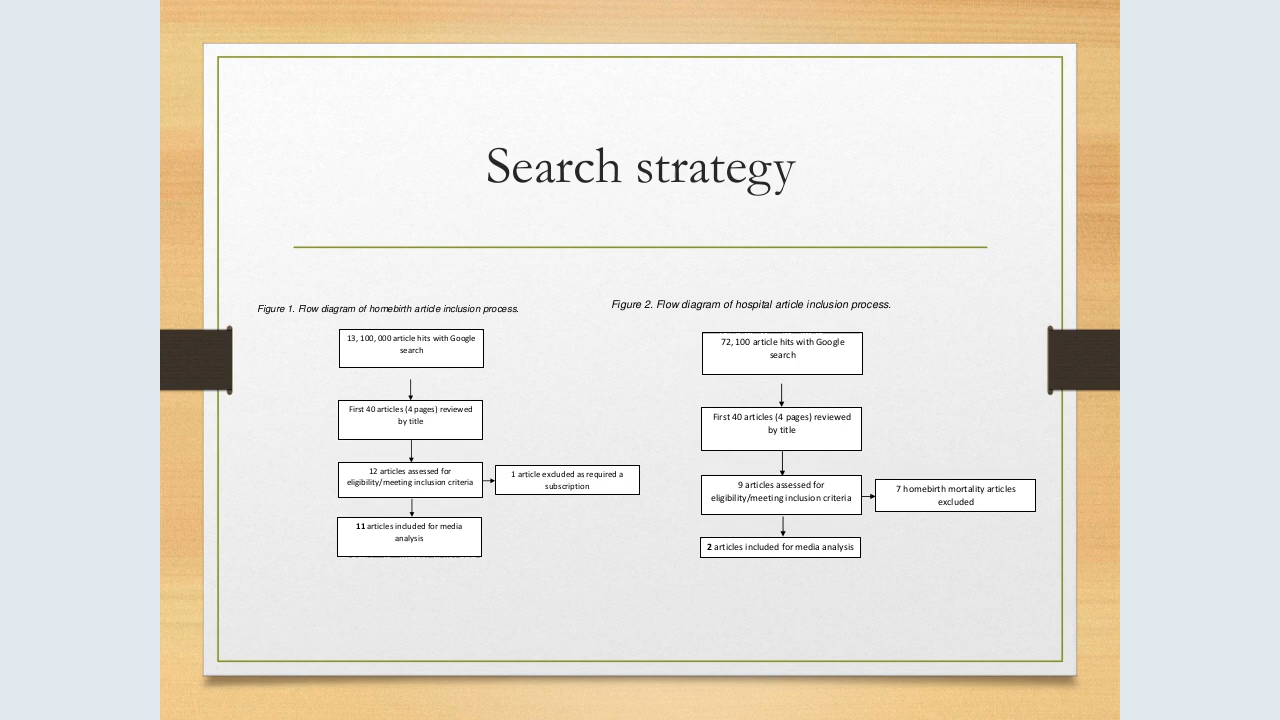 Search strategy
Figure 1. Flow diagram of homebirth article inclusion process.
13, 100, 000 article hits with Google
search
First 40 articles (4 pages) reviewed
by title
12 articles assessed for
eligibility/meeting inclusion criteria
1 article excluded as required a
subscription
11 articles included for media
analysis
Figure 2. Flow diagram of hospital article inclusion process.
72, 100 article hits with Google
search
First 40 articles (4 pages) reviewed
by title
9 articles assessed for
eligibility/meeting inclusion criteria
7 homebirth mortality articles
excluded
2 articles included for media analysis